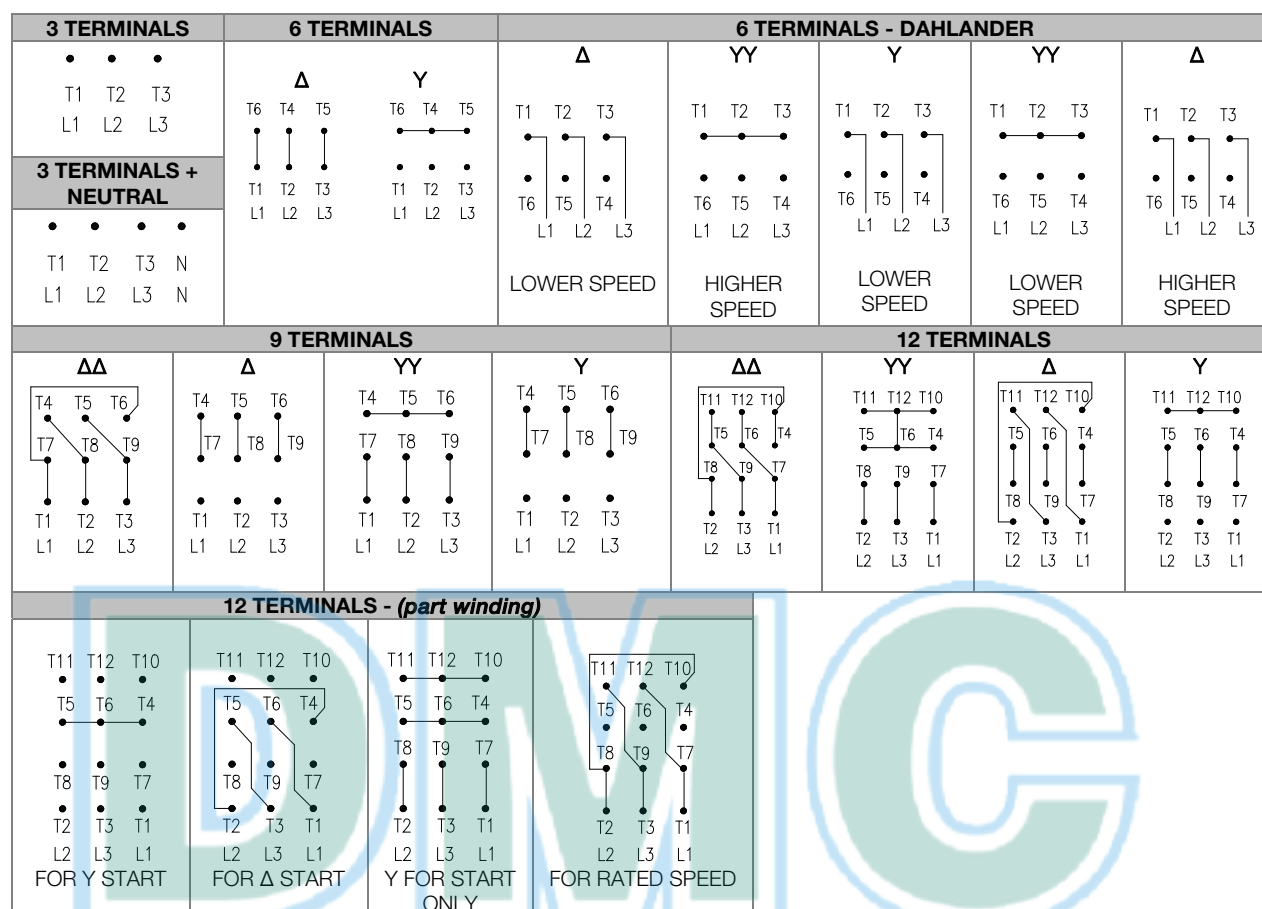 3 TERMINALS
T1 T2 T3
L1 L2 L3
3 TERMINALS +
NEUTRAL
T1 T2 T3 N
L1 L2 L3 N
6 TERMINALS
Δ
T6 T4 T5
T1 T2 T3
L1 L2 L3
Y
T6 T4 T5
T1 T2 T3
L1 L2 L3
6 TERMINALS - DAHLANDER
Δ
T1 T2 T3
T6 T5 T4
L1 L2 L3
LOWER SPEED
YY
T1 T2 T3
T6 T5 T4
L1 L2 L3
HIGHER
SPEED
Y
T1 T2 T3
T6 T5 T4
L1 L2 L3
LOWER
SPEED
YY
T1 T2 T3
T6 T5 T4
L1 L2 L3
LOWER
SPEED
Δ
T1 T2 T3
T6 T5 T4
L1 L2 L3
HIGHER
SPEED
9 TERMINALS
ΔΔ
T4 T5 T6
T7 T8 T9
T1 T2 T3
L1 L2 L3
Δ
T4 T5 T6
T7 T8 T9
T1 T2 T3
L1 L2 L3
YY
T4 T5 T6
T7 T8 T9
T1 T2 T3
L1 L2 L3
Y
T4 T5 T6
T7 T8 T9
T1 T2 T3
L1 L2 L3
12 TERMINALS
ΔΔ
T11 T12 T10
T5 T6 T4
T8 T9 T7
T2 T3 T1
L2 L3 L1
YY
T11 T12 T10
T5 T6 T4
T8 T9 T7
T2 T3 T1
L2 L3 L1
Δ
T11 T12 T10
T5 T6 T4
T8 T9 T7
T2 T3 T1
L2 L3 L1
Y
T11 T12 T10
T5 T6 T4
T8 T9 T7
T2 T3 T1
L2 L3 L1
12 TERMINALS - (part winding)
T11 T12 T10
T5 T6 T4
T8 T9 T7
T2 T3 T1
L2 L3 L1
FOR Y START
T11 T12 T10
T5 T6 T4
T8 T9 T7
T2 T3 T1
L2 L3 L1
FOR Δ START
T11 T12 T10
T5 T6 T4
T8 T9 T7
T2 T3 T1
L2 L3 L1
Y FOR START
ONLY
T11 T12 T10
T5 T6 T4
T8 T9 T7
T2 T3 T1
L2 L3 L1
FOR RATED SPEED
DMC